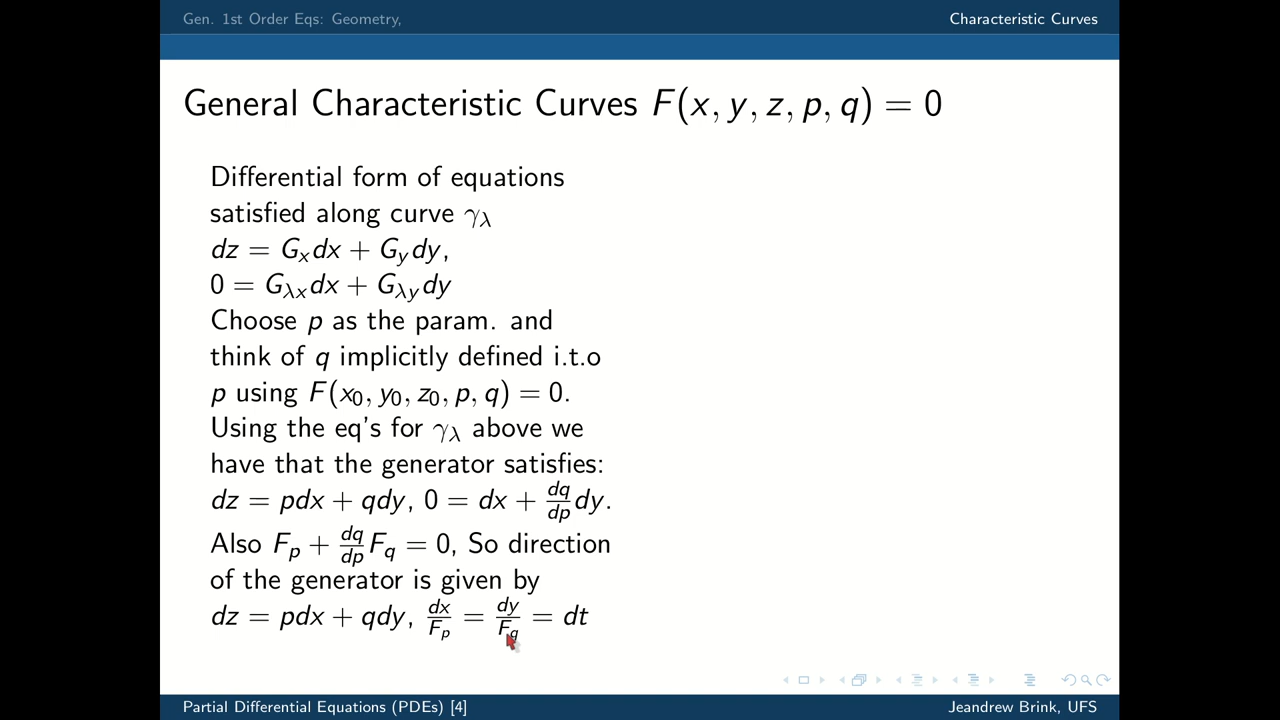 Gen. 1st Order Eqs: Geometry,
Characteristic Curves
General Characteristic Curves F(x, y, z, p, q) = 0
Differential form of equations
satisfied along curve γ_λ
dz = G_x dx + G_y dy,
0 = G_λx dx + G_λy dy
Choose p as the param. and
think of q implicitly defined i.t.o
p using F(x₀, y₀, z₀, p, q) = 0.
Using the eq's for γ_λ above we
have that the generator satisfies:
dz = pdx + qdy, 0 = dx + dq/dp dy.
Also F_p + dq/dp F_q = 0, So direction
of the generator is given by
dz = pdx + qdy, dx/F_p = dy/F_q = dt
Partial Differential Equations (PDEs) [4]
Jeandrew Brink, UFS